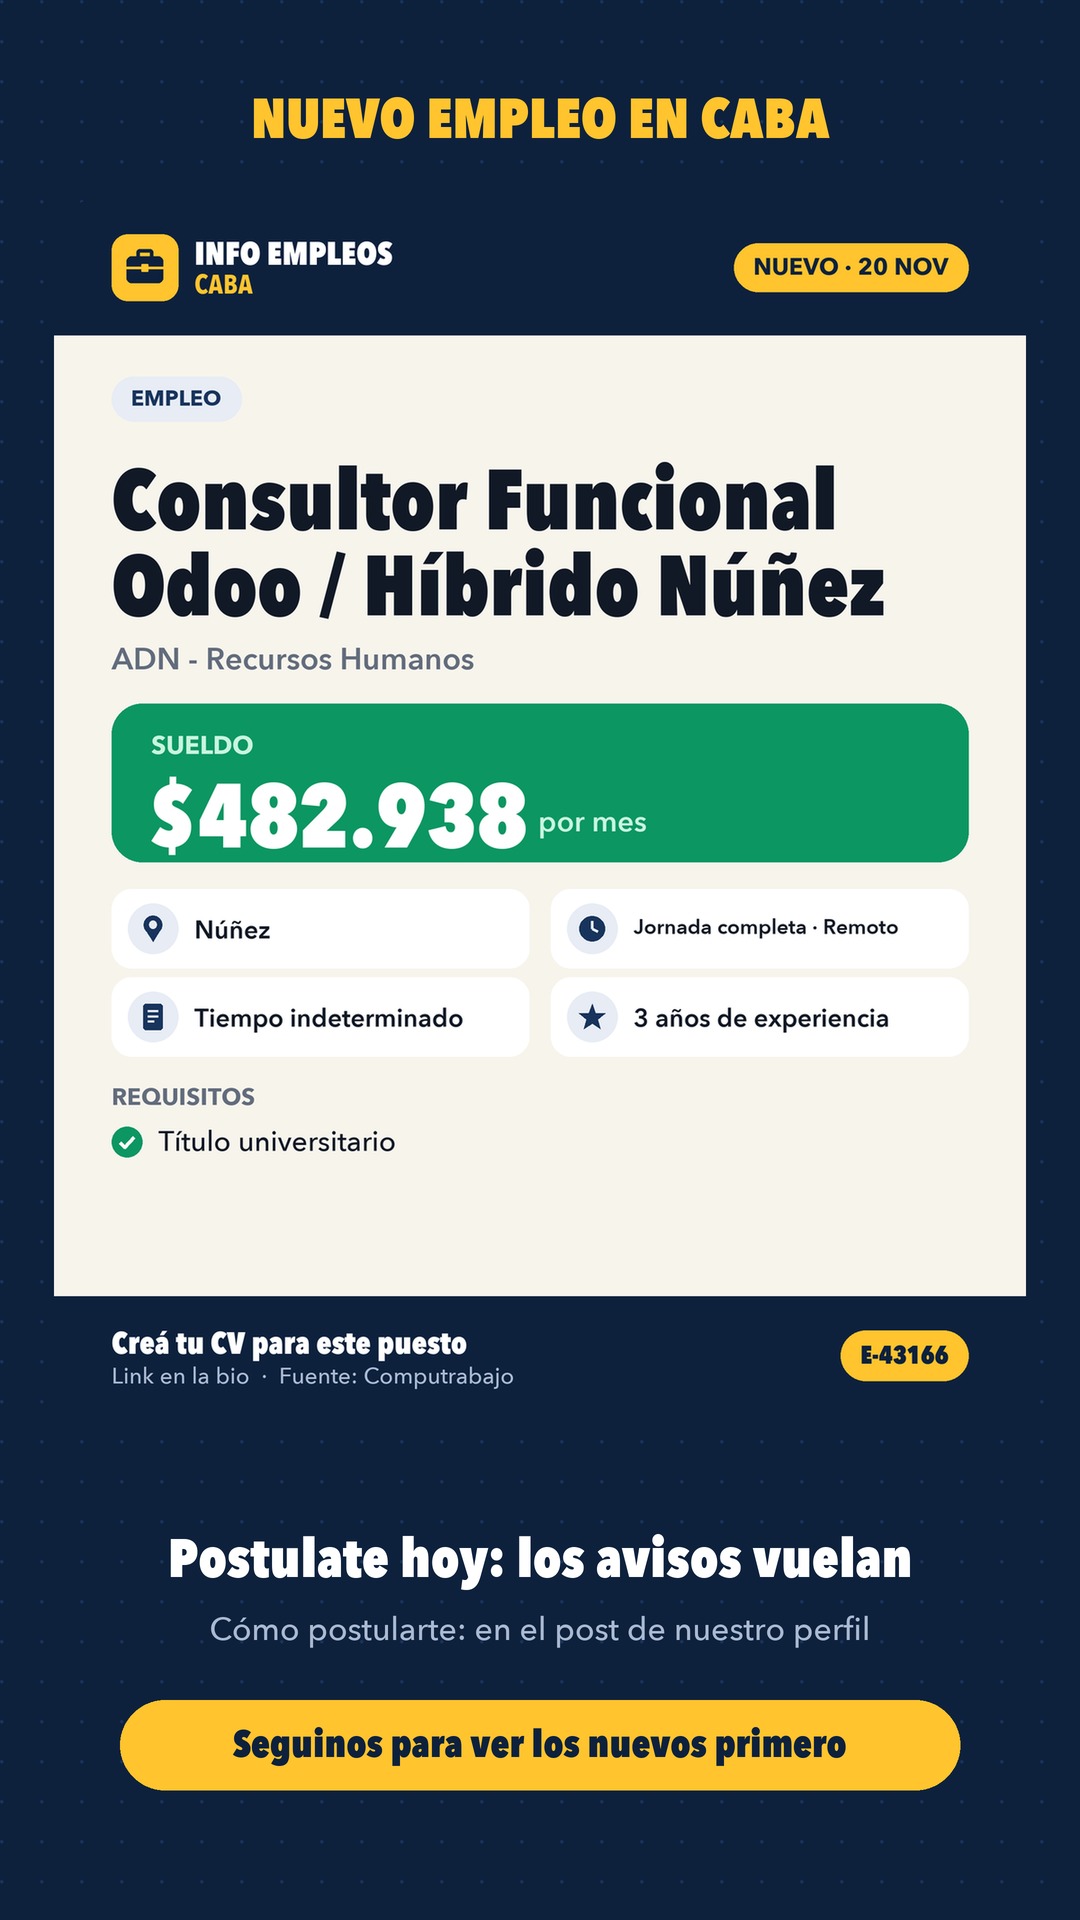 NUEVO EMPLEO EN CABA
INFO EMPLEOS
CABA
NUEVO · 20 NOV
EMPLEO
Consultor Funcional
Odoo / Híbrido Núñez
ADN - Recursos Humanos
SUELDO
$482.938 por mes
Núñez
Jornada completa · Remoto
Tiempo indeterminado
3 años de experiencia
REQUISITOS
Título universitario
Creá tu CV para este puesto
Link en la bio · Fuente: Computrabajo
E-43166
Postulate hoy: los avisos vuelan
Cómo postularte: en el post de nuestro perfil
Seguinos para ver los nuevos primero